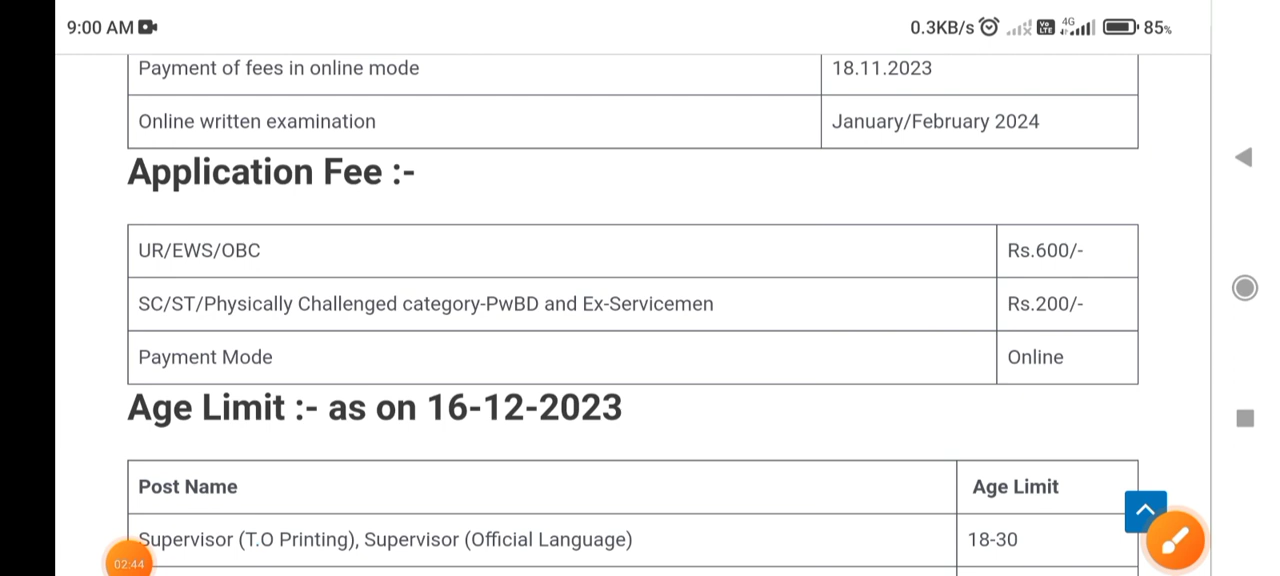 9:00 AM 0.3KB/s Vo LTE 4G 85%
Payment of fees in online mode 18.11.2023
Online written examination January/February 2024
Application Fee :-
UR/EWS/OBC Rs.600/-
SC/ST/Physically Challenged category-PwBD and Ex-Servicemen Rs.200/-
Payment Mode Online
Age Limit :- as on 16-12-2023
Post Name Age Limit
Supervisor (T.O Printing), Supervisor (Official Language) 18-30
02:44